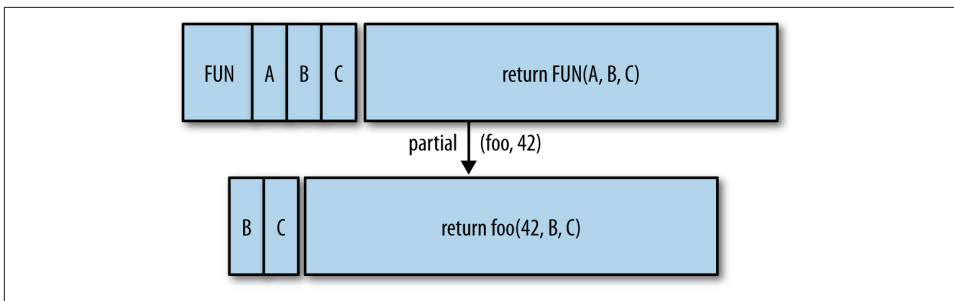 FUN A B C return FUN(A, B, C)
partial (foo, 42)
B C return foo(42, B, C)